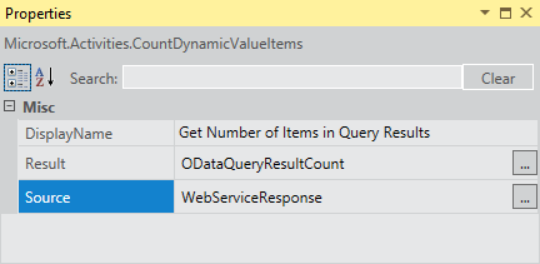 Properties
Microsoft.Activities.CountDynamicValueItems
Search: Clear
Misc
DisplayName Get Number of Items in Query Results
Result ODataQueryResultCount ...
Source WebServiceResponse ...